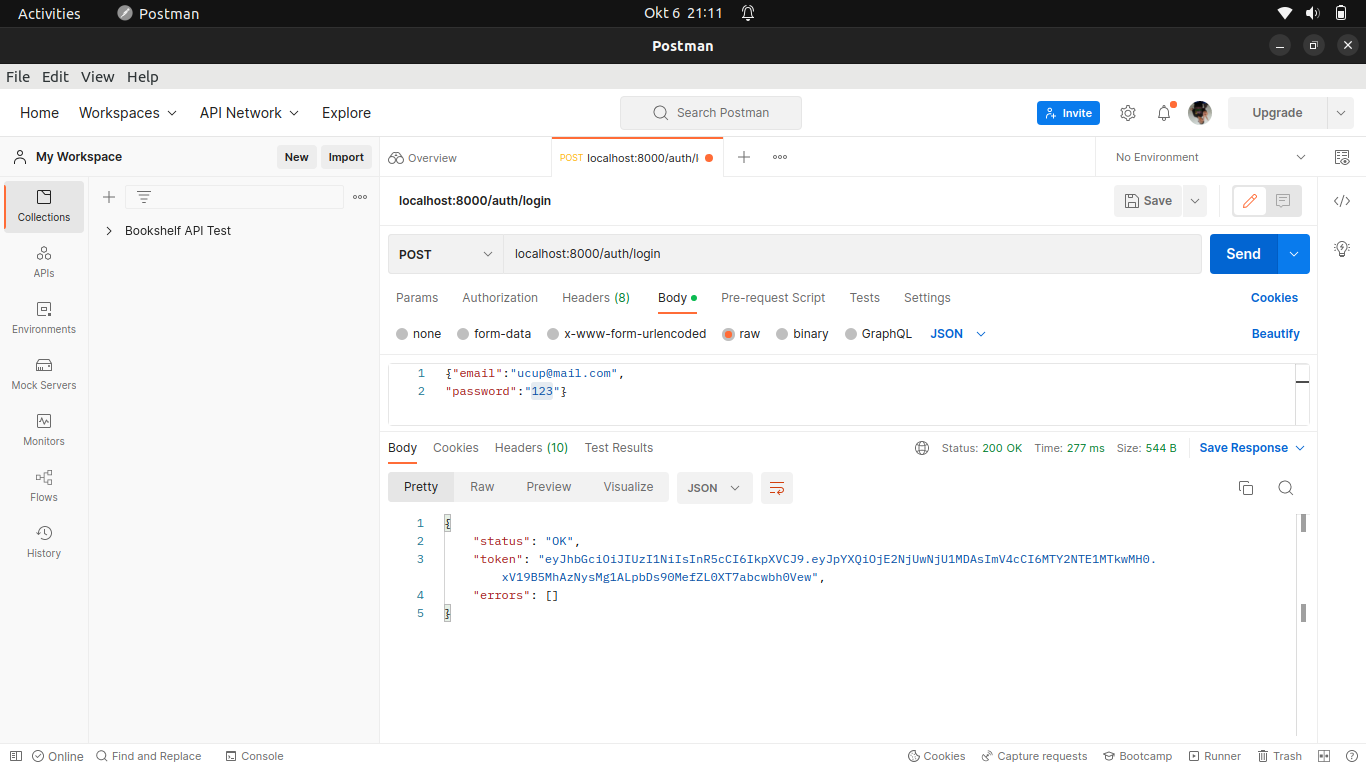 Activities Postman Okt 6 21:11
Postman
File Edit View Help
Home Workspaces API Network Explore Search Postman Invite Upgrade
My Workspace New Import Overview POST localhost:8000/auth/l No Environment
Collections
APIs
Environments
Mock Servers
Monitors
Flows
History
Bookshelf API Test
localhost:8000/auth/login Save
POST localhost:8000/auth/login Send
Params Authorization Headers (8) Body Pre-request Script Tests Settings Cookies
none form-data x-www-form-urlencoded raw binary GraphQL JSON Beautify
1 {"email":"ucup@mail.com",
2 "password":"123"}
Body Cookies Headers (10) Test Results Status: 200 OK Time: 277 ms Size: 544 B Save Response
Pretty Raw Preview Visualize JSON
1 {
2 "status": "OK",
3 "token": "eyJhbGciOiJIUzI1NiIsInR5cCI6IkpXVCJ9.eyJpYXQiOjE2NjUwNjU1MDAsImV4cCI6MTY2NTE1MTkwMH0.
xV19B5MhAzNysMg1ALpbDs90MefZL0XT7abcwbh0Vew",
4 "errors": []
5 }
Online Find and Replace Console Cookies Capture requests Bootcamp Runner Trash